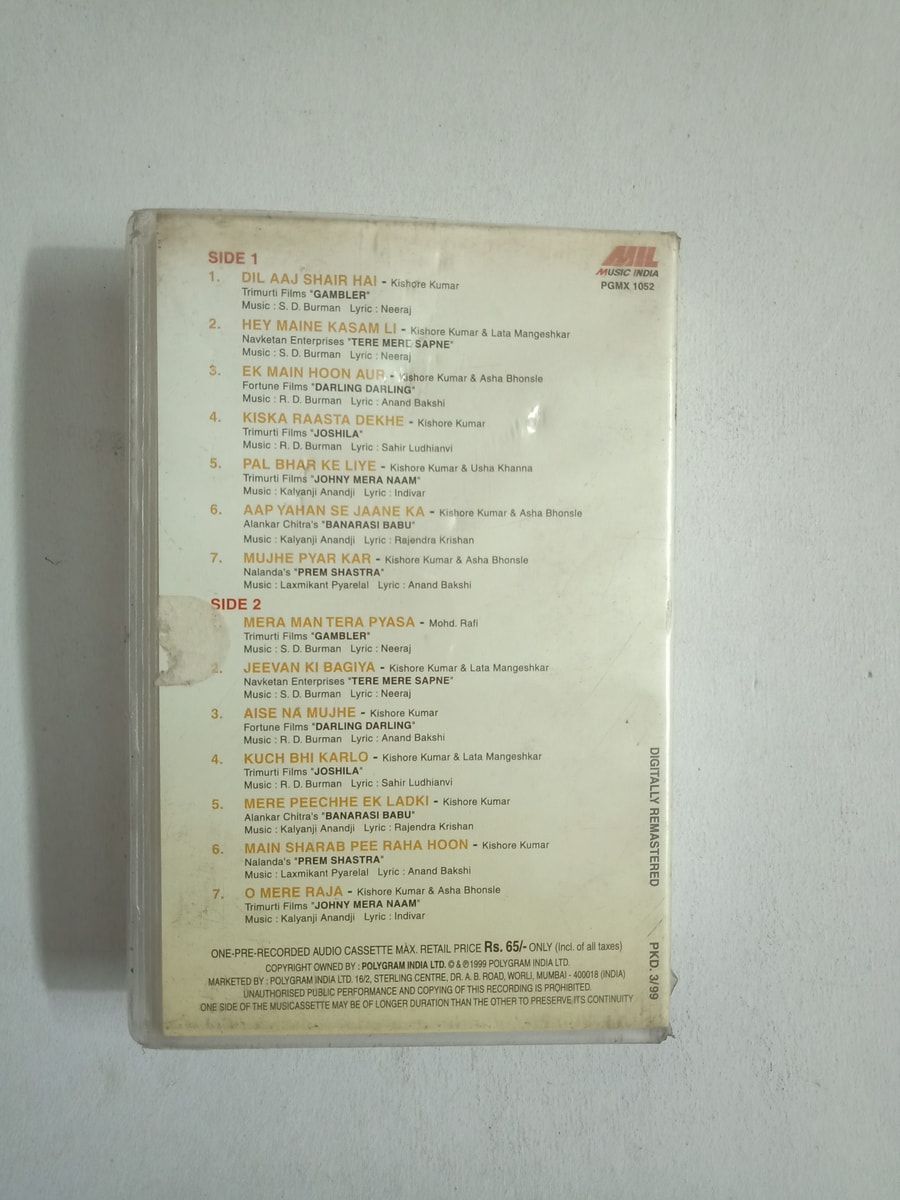 MIL
MUSIC INDIA
PGMX 1052
SIDE 1
1. DIL AAJ SHAIR HAI - Kishore Kumar
Trimurti Films "GAMBLER"
Music : S. D. Burman Lyric : Neeraj
2. HEY MAINE KASAM LI - Kishore Kumar & Lata Mangeshkar
Navketan Enterprises "TERE MERE SAPNE"
Music : S. D. Burman Lyric : Neeraj
3. EK MAIN HOON AUR - Kishore Kumar & Asha Bhonsle
Fortune Films "DARLING DARLING"
Music : R. D. Burman Lyric : Anand Bakshi
4. KISKA RAASTA DEKHE - Kishore Kumar
Trimurti Films "JOSHILA"
Music : R. D. Burman Lyric : Sahir Ludhianvi
5. PAL BHAR KE LIYE - Kishore Kumar & Usha Khanna
Trimurti Films "JOHNY MERA NAAM"
Music : Kalyanji Anandji Lyric : Indivar
6. AAP YAHAN SE JAANE KA - Kishore Kumar & Asha Bhonsle
Alankar Chitra's "BANARASI BABU"
Music : Kalyanji Anandji Lyric : Rajendra Krishan
7. MUJHE PYAR KAR - Kishore Kumar & Asha Bhonsle
Nalanda's "PREM SHASTRA"
Music : Laxmikant Pyarelal Lyric : Anand Bakshi
SIDE 2
MERA MAN TERA PYASA - Mohd. Rafi
Trimurti Films "GAMBLER"
Music : S. D. Burman Lyric : Neeraj
2. JEEVAN KI BAGIYA - Kishore Kumar & Lata Mangeshkar
Navketan Enterprises "TERE MERE SAPNE"
Music : S. D. Burman Lyric : Neeraj
3. AISE NA MUJHE - Kishore Kumar
Fortune Films "DARLING DARLING"
Music : R. D. Burman Lyric : Anand Bakshi
4. KUCH BHI KARLO - Kishore Kumar & Lata Mangeshkar
Trimurti Films "JOSHILA"
Music : R. D. Burman Lyric : Sahir Ludhianvi
5. MERE PEECHHE EK LADKI - Kishore Kumar
Alankar Chitra's "BANARASI BABU"
Music : Kalyanji Anandji Lyric : Rajendra Krishan
6. MAIN SHARAB PEE RAHA HOON - Kishore Kumar
Nalanda's "PREM SHASTRA"
Music : Laxmikant Pyarelal Lyric : Anand Bakshi
7. O MERE RAJA - Kishore Kumar & Asha Bhonsle
Trimurti Films "JOHNY MERA NAAM"
Music : Kalyanji Anandji Lyric : Indivar
ONE-PRE-RECORDED AUDIO CASSETTE MAX. RETAIL PRICE Rs. 65/- ONLY (Incl. of all taxes)
COPYRIGHT OWNED BY : POLYGRAM INDIA LTD. © & ℗ 1999 POLYGRAM INDIA LTD.
MARKETED BY : POLYGRAM INDIA LTD. 16/2, STERLING CENTRE, DR. A. B. ROAD, WORLI, MUMBAI - 400018 (INDIA)
UNAUTHORISED PUBLIC PERFORMANCE AND COPYING OF THIS RECORDING IS PROHIBITED.
ONE SIDE OF THE MUSICASSETTE MAY BE OF LONGER DURATION THAN THE OTHER TO PRESERVE ITS CONTINUITY
DIGITALLY REMASTERED
PKD. 3/99